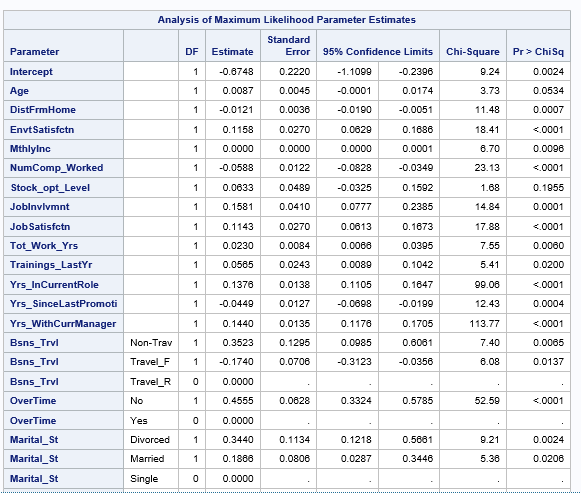 Analysis of Maximum Likelihood Parameter Estimates
Parameter DF Estimate Standard Error 95% Confidence Limits Chi-Square Pr > ChiSq
Intercept 1 -0.6748 0.2220 -1.1099 -0.2396 9.24 0.0024
Age 1 0.0087 0.0045 -0.0001 0.0174 3.73 0.0534
DistFrmHome 1 -0.0121 0.0036 -0.0190 -0.0051 11.48 0.0007
EnvtSatisfctn 1 0.1158 0.0270 0.0629 0.1686 18.41 <.0001
MthlyInc 1 0.0000 0.0000 0.0000 0.0001 6.70 0.0096
NumComp_Worked 1 -0.0588 0.0122 -0.0828 -0.0349 23.13 <.0001
Stock_opt_Level 1 0.0633 0.0489 -0.0325 0.1592 1.68 0.1955
JobInvlvmnt 1 0.1581 0.0410 0.0777 0.2385 14.84 0.0001
JobSatisfctn 1 0.1143 0.0270 0.0613 0.1673 17.88 <.0001
Tot_Work_Yrs 1 0.0230 0.0084 0.0066 0.0395 7.55 0.0060
Trainings_LastYr 1 0.0565 0.0243 0.0089 0.1042 5.41 0.0200
Yrs_InCurrentRole 1 0.1376 0.0138 0.1105 0.1647 99.06 <.0001
Yrs_SinceLastPromoti 1 -0.0449 0.0127 -0.0698 -0.0199 12.43 0.0004
Yrs_WithCurrManager 1 0.1440 0.0135 0.1176 0.1705 113.77 <.0001
Bsns_Trvl Non-Trav 1 0.3523 0.1295 0.0985 0.6061 7.40 0.0065
Bsns_Trvl Travel_F 1 -0.1740 0.0706 -0.3123 -0.0356 6.08 0.0137
Bsns_Trvl Travel_R 0 0.0000 . . . . .
OverTime No 1 0.4555 0.0628 0.3324 0.5785 52.59 <.0001
OverTime Yes 0 0.0000 . . . . .
Marital_St Divorced 1 0.3440 0.1134 0.1218 0.5661 9.21 0.0024
Marital_St Married 1 0.1866 0.0806 0.0287 0.3446 5.36 0.0206
Marital_St Single 0 0.0000 . . . . .